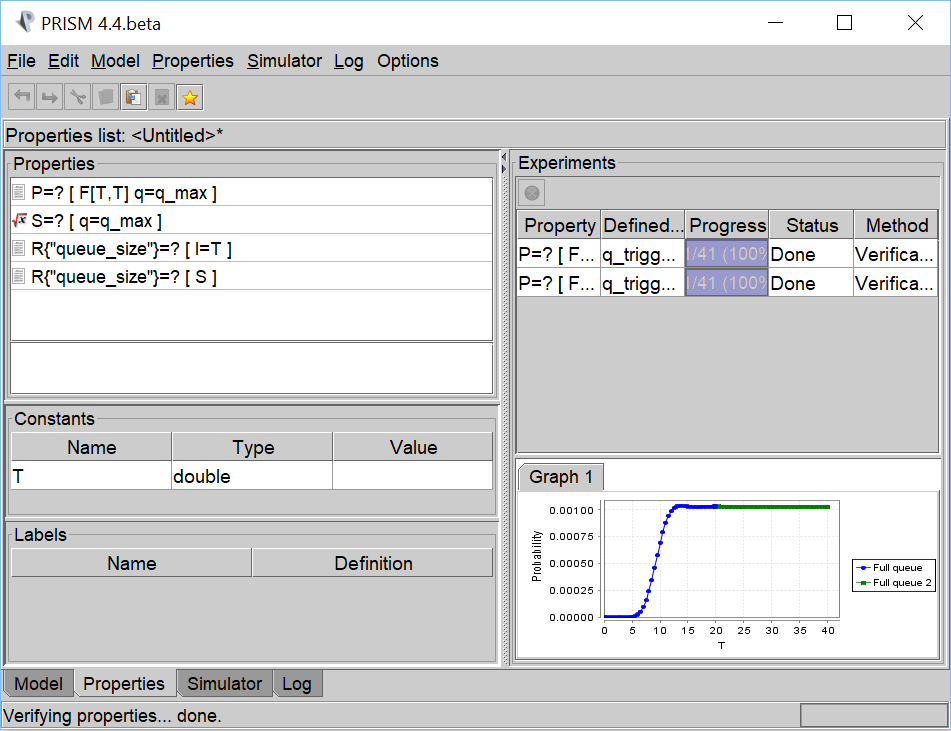 PRISM 4.4.beta
File Edit Model Properties Simulator Log Options
Properties list: <Untitled>*
Properties
P=? [ F[T,T] q=q_max ]
S=? [ q=q_max ]
R{"queue_size"}=? [ I=T ]
R{"queue_size"}=? [ S ]
Constants
Name Type Value
T double
Labels
Name Definition
Experiments
Property Defined... Progress Status Method
P=? [ F... q_trigg... /41 (100% Done Verifica...
P=? [ F... q_trigg... /41 (100% Done Verifica...
Graph 1
Probability
0.00100
0.00075
0.00050
0.00025
0.00000
0 5 10 15 20 25 30 35 40
T
Full queue
Full queue 2
Model Properties Simulator Log
Verifying properties... done.